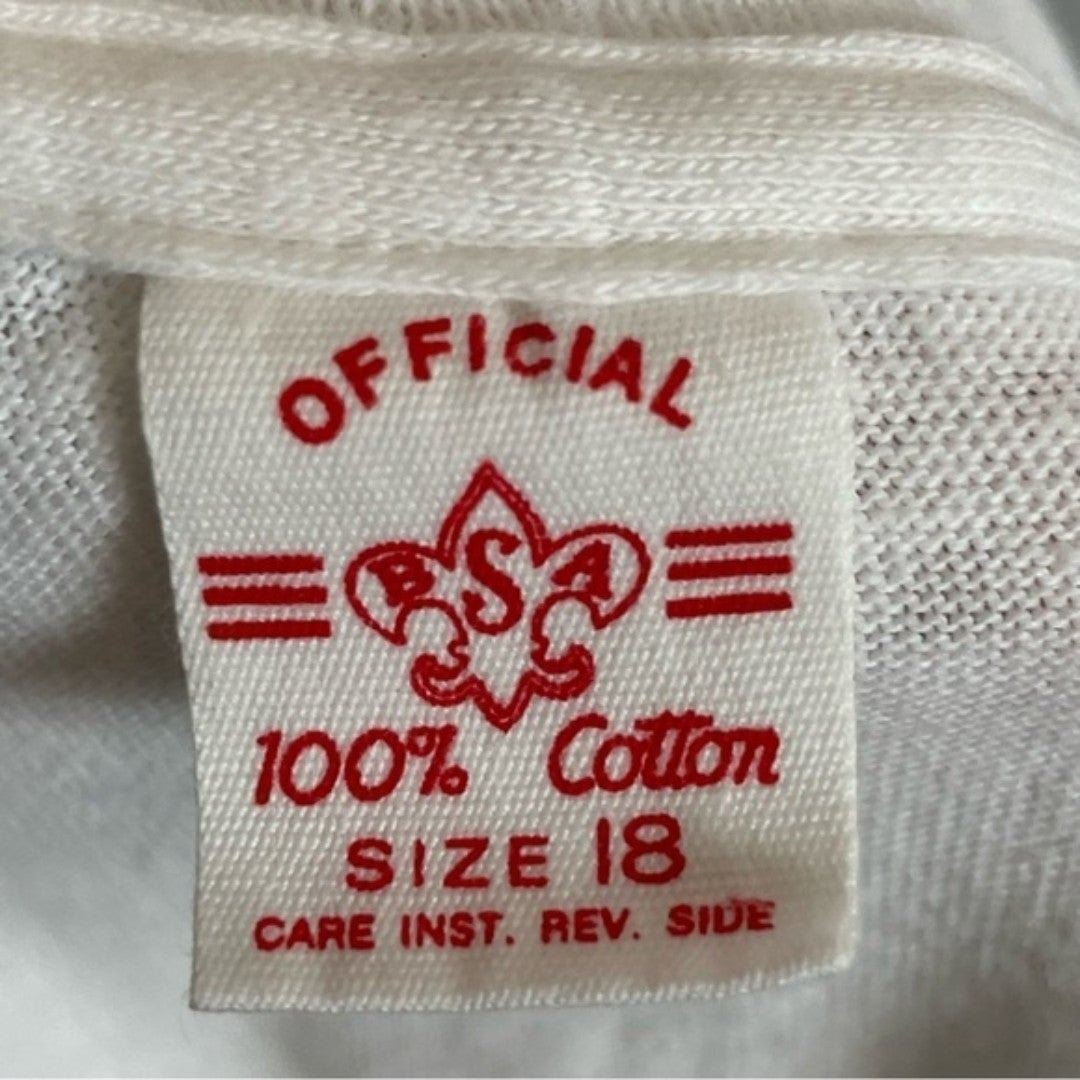 OFFICIAL
BSA
100% Cotton
SIZE 18
CARE INST. REV. SIDE